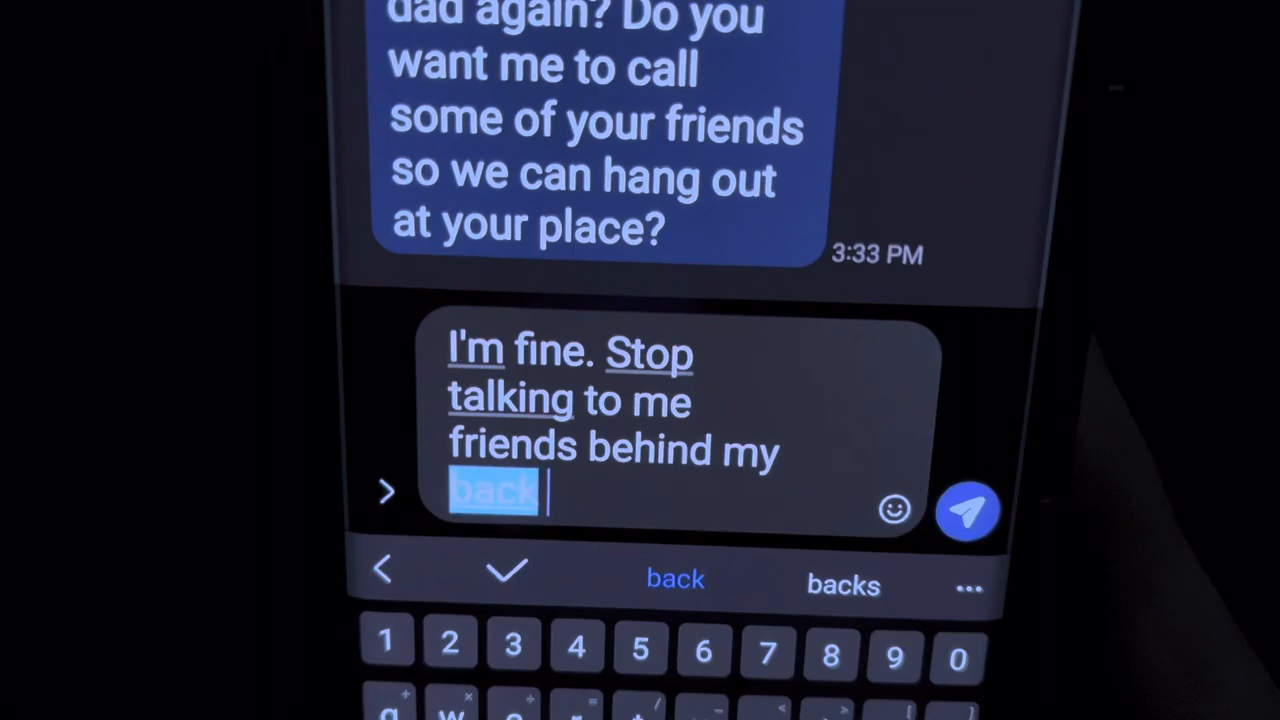 dad again? Do you
want me to call
some of your friends
so we can hang out
at your place?
3:33 PM
I'm fine. Stop
talking to me
friends behind my
back
back backs ...
1 2 3 4 5 6 7 8 9 0